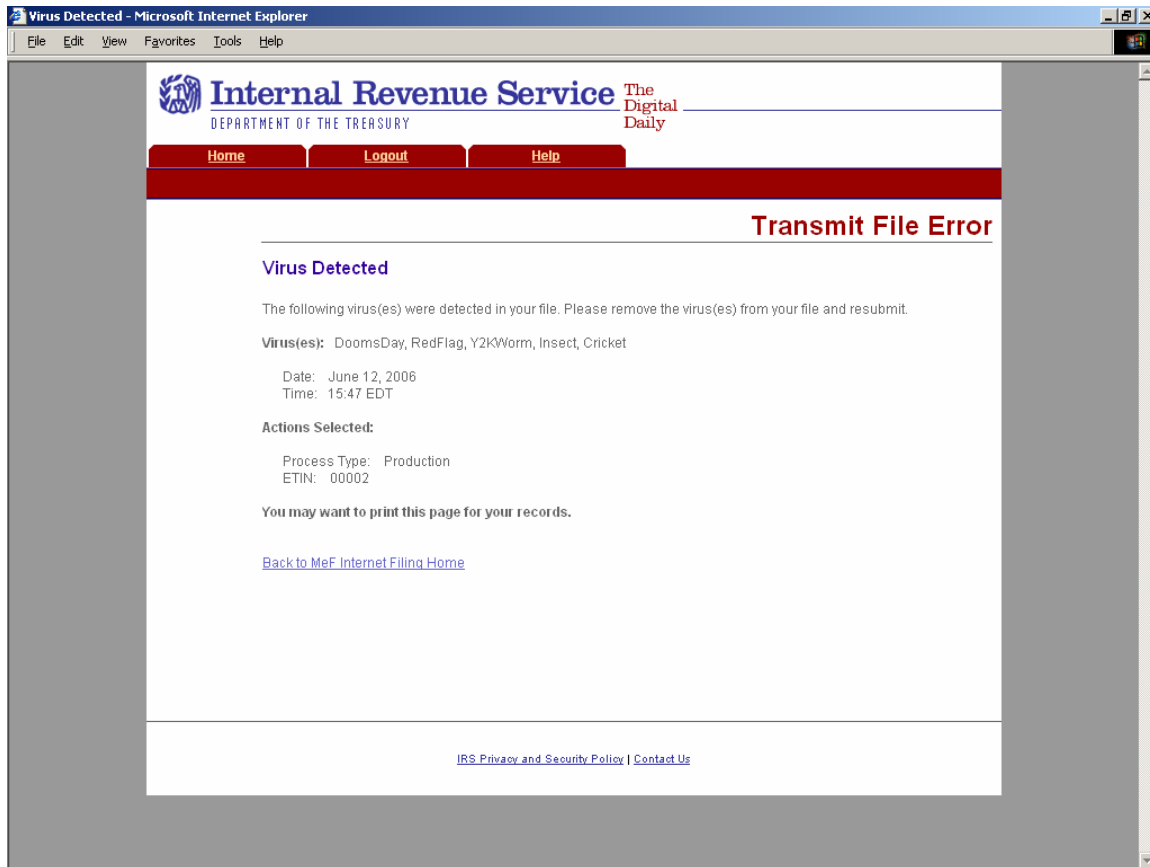 Virus Detected - Microsoft Internet Explorer
File Edit View Favorites Tools Help
Internal Revenue Service
DEPARTMENT OF THE TREASURY
The
Digital
Daily
Home Logout Help
Transmit File Error
Virus Detected
The following virus(es) were detected in your file. Please remove the virus(es) from your file and resubmit.
Virus(es): DoomsDay, RedFlag, Y2KWorm, Insect, Cricket
Date: June 12, 2006
Time: 15:47 EDT
Actions Selected:
Process Type: Production
ETIN: 00002
You may want to print this page for your records.
Back to MeF Internet Filing Home
IRS Privacy and Security Policy | Contact Us